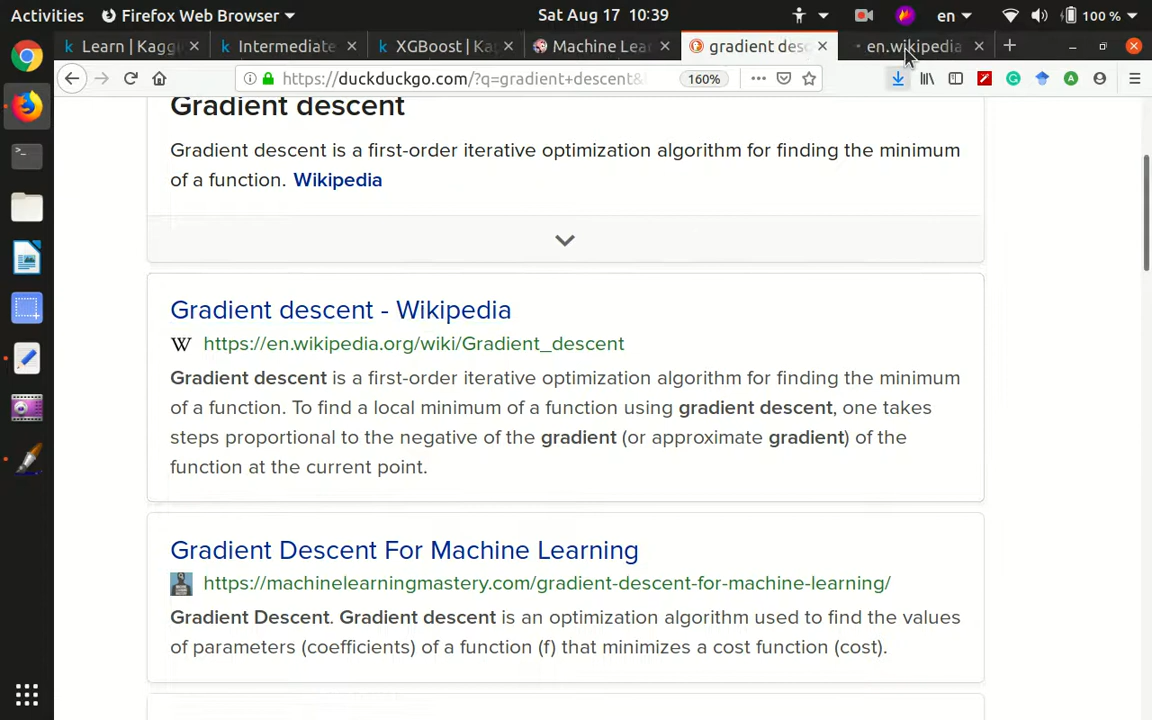 Activities Firefox Web Browser Sat Aug 17 10:39 en 100 %
Learn | Kagg Intermediate XGBoost | Ka Machine Lea gradient desc en.wikipedia
https://duckduckgo.com/?q=gradient+descent& 160%
Gradient descent
Gradient descent is a first-order iterative optimization algorithm for finding the minimum
of a function. Wikipedia
Gradient descent - Wikipedia
W https://en.wikipedia.org/wiki/Gradient_descent
Gradient descent is a first-order iterative optimization algorithm for finding the minimum
of a function. To find a local minimum of a function using gradient descent, one takes
steps proportional to the negative of the gradient (or approximate gradient) of the
function at the current point.
Gradient Descent For Machine Learning
https://machinelearningmastery.com/gradient-descent-for-machine-learning/
Gradient Descent. Gradient descent is an optimization algorithm used to find the values
of parameters (coefficients) of a function (f) that minimizes a cost function (cost).